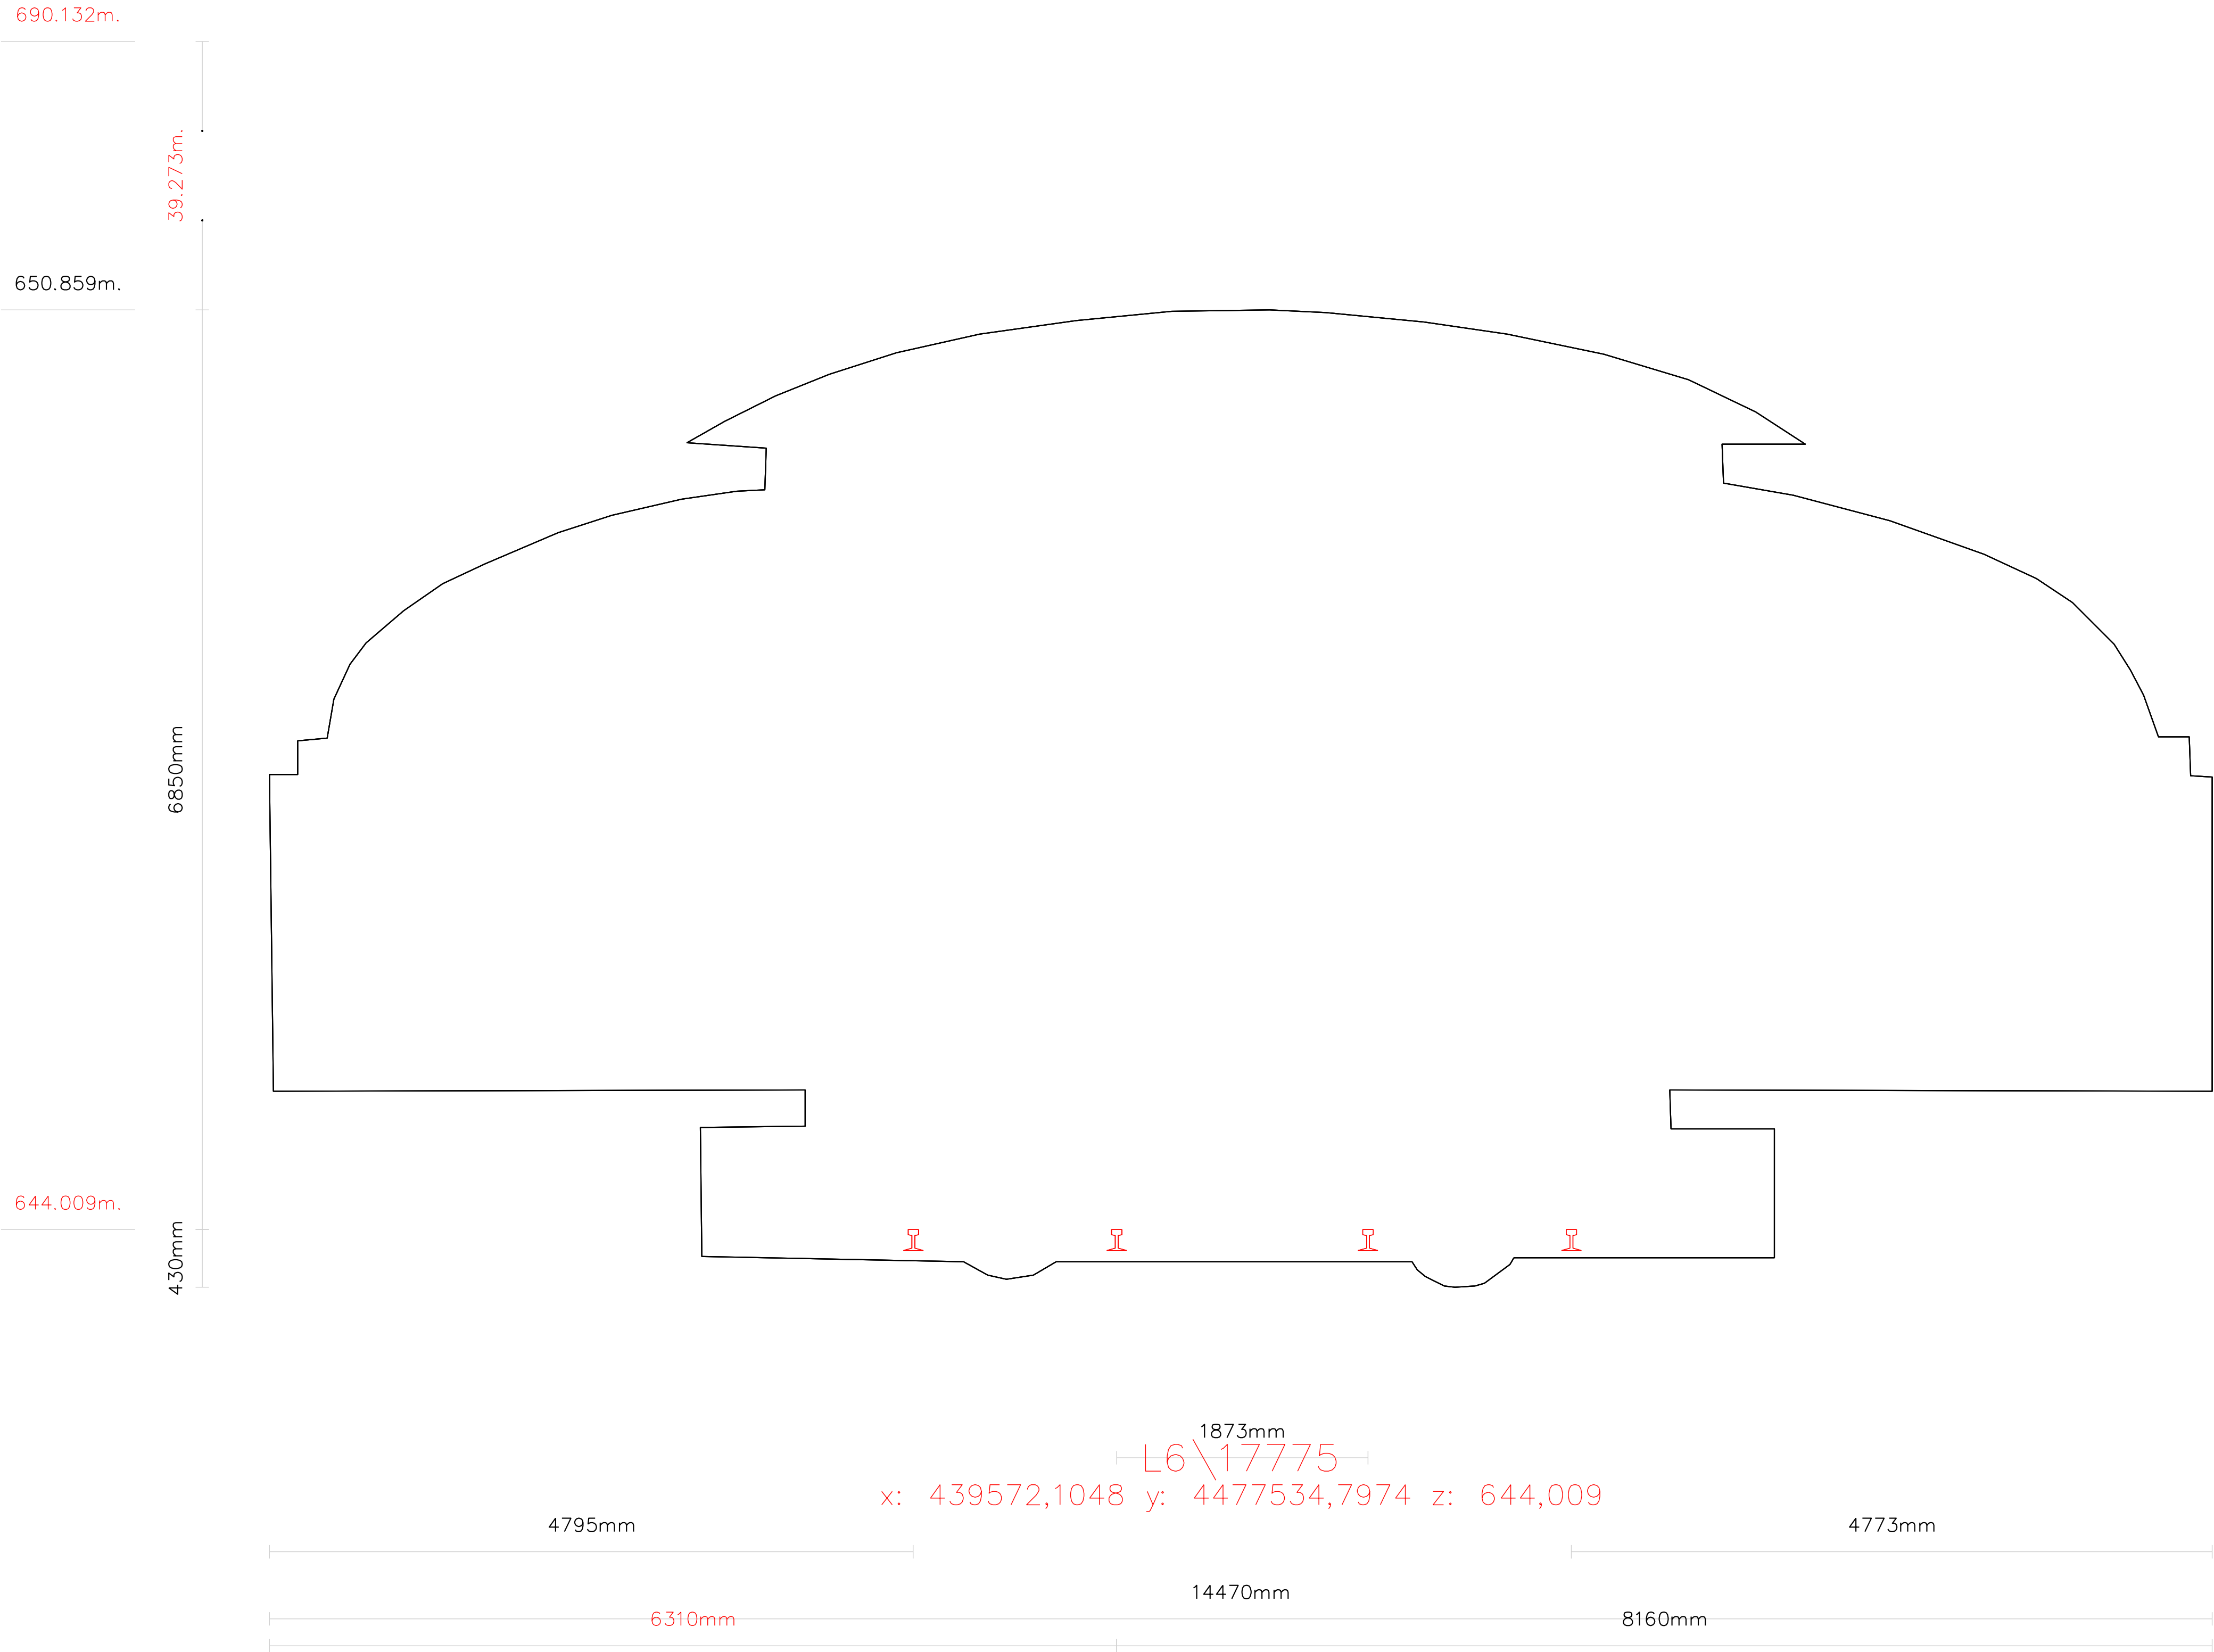 690.132m.
39.273m.
650.859m.
6850mm
644.009m.
430mm
1873mm
L6\17775
x: 439572,1048 y: 4477534,7974 z: 644,009
4795mm
4773mm
14470mm
6310mm
8160mm